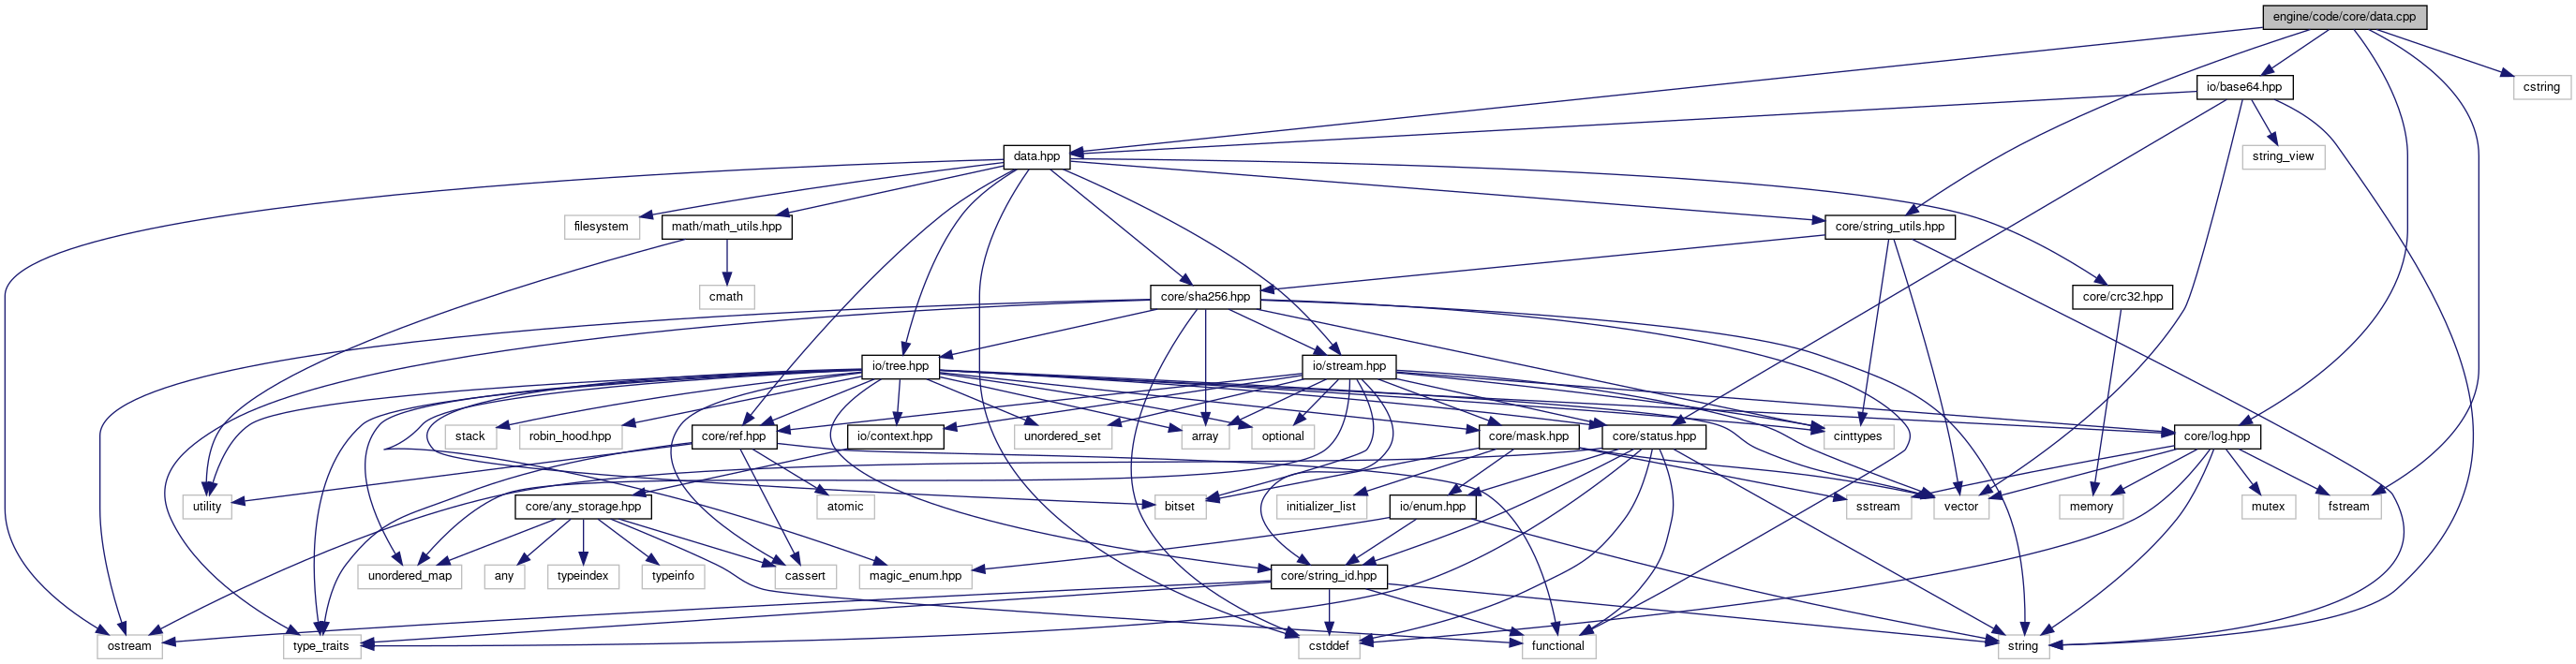 engine/code/core/data.cpp
io/base64.hpp
cstring
data.hpp
string_view
filesystem
math/math_utils.hpp
core/string_utils.hpp
cmath
core/sha256.hpp
core/crc32.hpp
io/tree.hpp
io/stream.hpp
stack
robin_hood.hpp
core/ref.hpp
io/context.hpp
unordered_set
array
optional
core/mask.hpp
core/status.hpp
cinttypes
core/log.hpp
utility
core/any_storage.hpp
atomic
bitset
initializer_list
io/enum.hpp
sstream
vector
memory
mutex
fstream
unordered_map
any
typeindex
typeinfo
cassert
magic_enum.hpp
core/string_id.hpp
ostream
type_traits
cstddef
functional
string